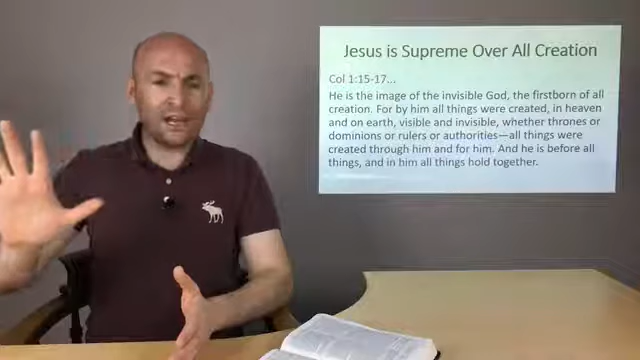 Jesus is Supreme Over All Creation
Col 1:15-17...
He is the image of the invisible God, the firstborn of all
creation. For by him all things were created, in heaven
and on earth, visible and invisible, whether thrones or
dominions or rulers or authorities—all things were
created through him and for him. And he is before all
things, and in him all things hold together.